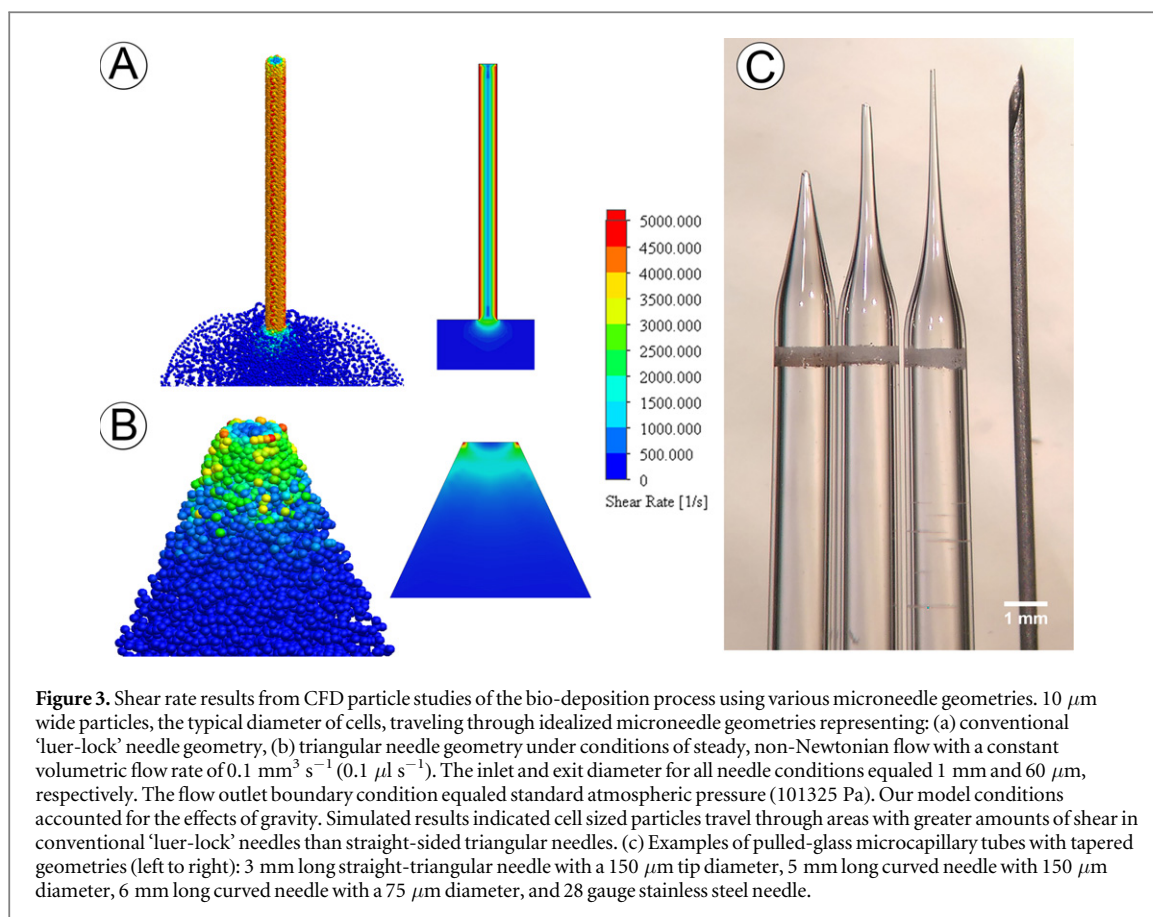 A
C
5000.000
4500.000
4000.000
3500.000
3000.000
2500.000
2000.000
1500.000
1000.000
500.000
0
Shear Rate [1/s]
B
1 mm
Figure 3. Shear rate results from CFD particle studies of the bio-deposition process using various microneedle geometries. 10 μm
wide particles, the typical diameter of cells, traveling through idealized microneedle geometries representing: (a) conventional
‘luer-lock’ needle geometry, (b) triangular needle geometry under conditions of steady, non-Newtonian flow with a constant
volumetric flow rate of 0.1 mm³ s⁻¹ (0.1 μl s⁻¹). The inlet and exit diameter for all needle conditions equaled 1 mm and 60 μm,
respectively. The flow outlet boundary condition equaled standard atmospheric pressure (101325 Pa). Our model conditions
accounted for the effects of gravity. Simulated results indicated cell sized particles travel through areas with greater amounts of shear in
conventional ‘luer-lock’ needles than straight-sided triangular needles. (c) Examples of pulled-glass microcapillary tubes with tapered
geometries (left to right): 3 mm long straight-triangular needle with a 150 μm tip diameter, 5 mm long curved needle with 150 μm
diameter, 6 mm long curved needle with a 75 μm diameter, and 28 gauge stainless steel needle.